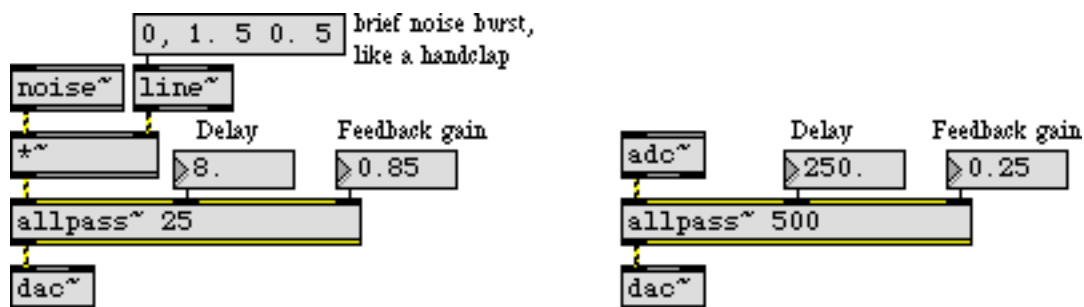 0, 1. 5 0. 5
brief noise burst,
like a handclap
noise~
line~
*~
Delay
Feedback gain
8.
0.85
allpass~ 25
dac~
adc~
Delay
Feedback gain
250.
0.25
allpass~ 500
dac~